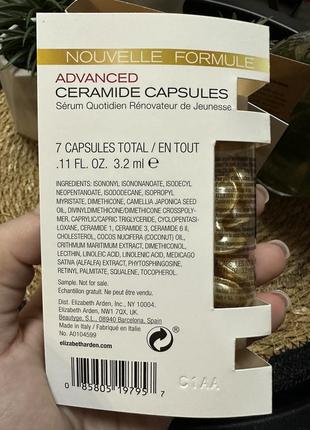 NOUVELLE FORMULE
ADVANCED
CERAMIDE CAPSULES
Sérum Quotidien Rénovateur de Jeunesse
7 CAPSULES TOTAL / EN TOUT
.11 FL. OZ. 3.2 ml ℮
INGREDIENTS: ISONONYL ISONONANOATE, ISODECYL
NEOPENTANOATE, ISODODECANE, ISOPROPYL
MYRISTATE, DIMETHICONE, CAMELLIA JAPONICA SEED
OIL, DIVINYLDIMETHICONE/DIMETHICONE CROSSPOLY-
MER, CAPRYLIC/CAPRIC TRIGLYCERIDE, CYCLOPENTASI-
LOXANE, CERAMIDE 1, CERAMIDE 3, CERAMIDE 6 II,
CHOLESTEROL, COCOS NUCIFERA (COCONUT) OIL,
CRITHMUM MARITIMUM EXTRACT, DIMETHICONOL,
LECITHIN, LINOLEIC ACID, LINOLENIC ACID, MEDICAGO
SATIVA (ALFALFA) EXTRACT, PHYTOSPHINGOSINE,
RETINYL PALMITATE, SQUALENE, TOCOPHEROL.
Sample. Not for sale.
Echantillon gratuit. Ne peut être vendu.
Dist. Elizabeth Arden, Inc., NY 10004.
Elizabeth Arden, NW1 7QX, UK.
Beautyge, S.L., 08940 Barcelona, Spain
Made in Italy / Fabriqué en Italie
No. A0104599
elizabetharden.com
0 85805 19795 7
C1AA